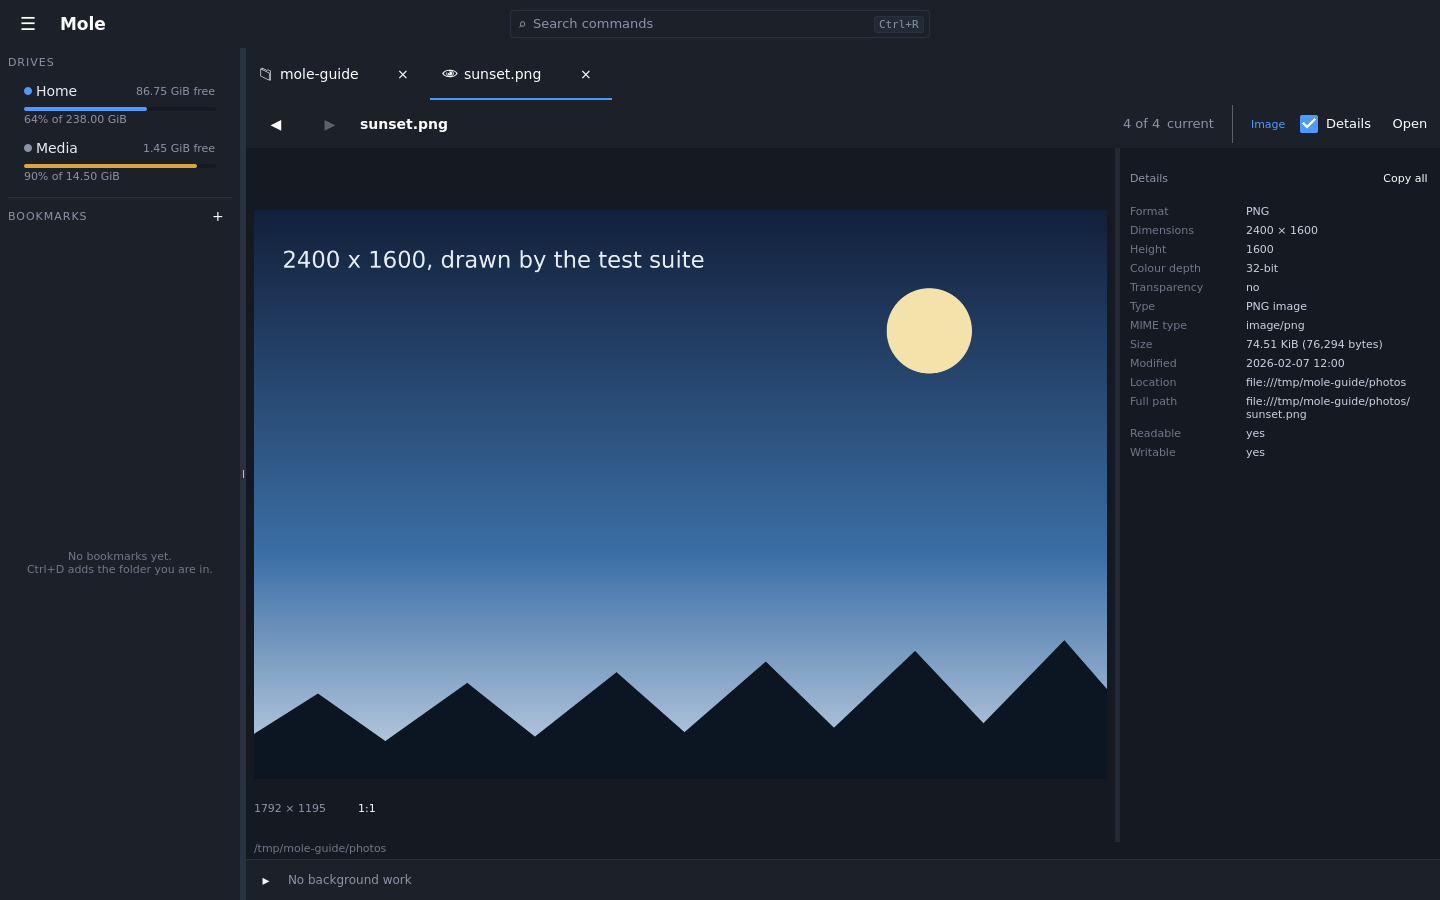 ☰ Mole
Search commands Ctrl+R
DRIVES
Home 86.75 GiB free
64% of 238.00 GiB
Media 1.45 GiB free
90% of 14.50 GiB
BOOKMARKS +
No bookmarks yet.
Ctrl+D adds the folder you are in.
mole-guide ×
sunset.png ×
◀ ▶ sunset.png
4 of 4 current
Image
Details
Open
2400 x 1600, drawn by the test suite
1792 × 1195 1:1
Details Copy all
Format PNG
Dimensions 2400 × 1600
Height 1600
Colour depth 32-bit
Transparency no
Type PNG image
MIME type image/png
Size 74.51 KiB (76,294 bytes)
Modified 2026-02-07 12:00
Location file:///tmp/mole-guide/photos
Full path file:///tmp/mole-guide/photos/
sunset.png
Readable yes
Writable yes
/tmp/mole-guide/photos
▶ No background work